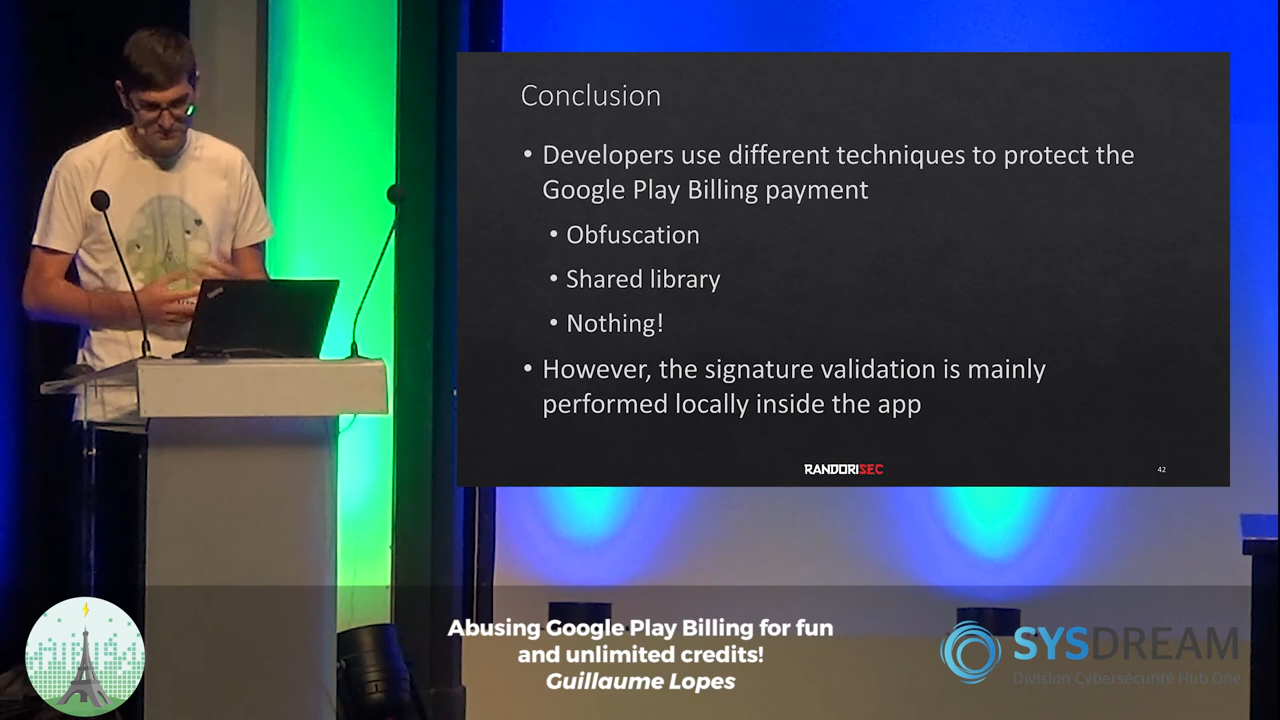 Conclusion
• Developers use different techniques to protect the
Google Play Billing payment
• Obfuscation
• Shared library
• Nothing!
• However, the signature validation is mainly
performed locally inside the app
RANDORISEC
42
Abusing Google Play Billing for fun
and unlimited credits!
Guillaume Lopes
SYSDREAM
Division Cybersécurité Hub One